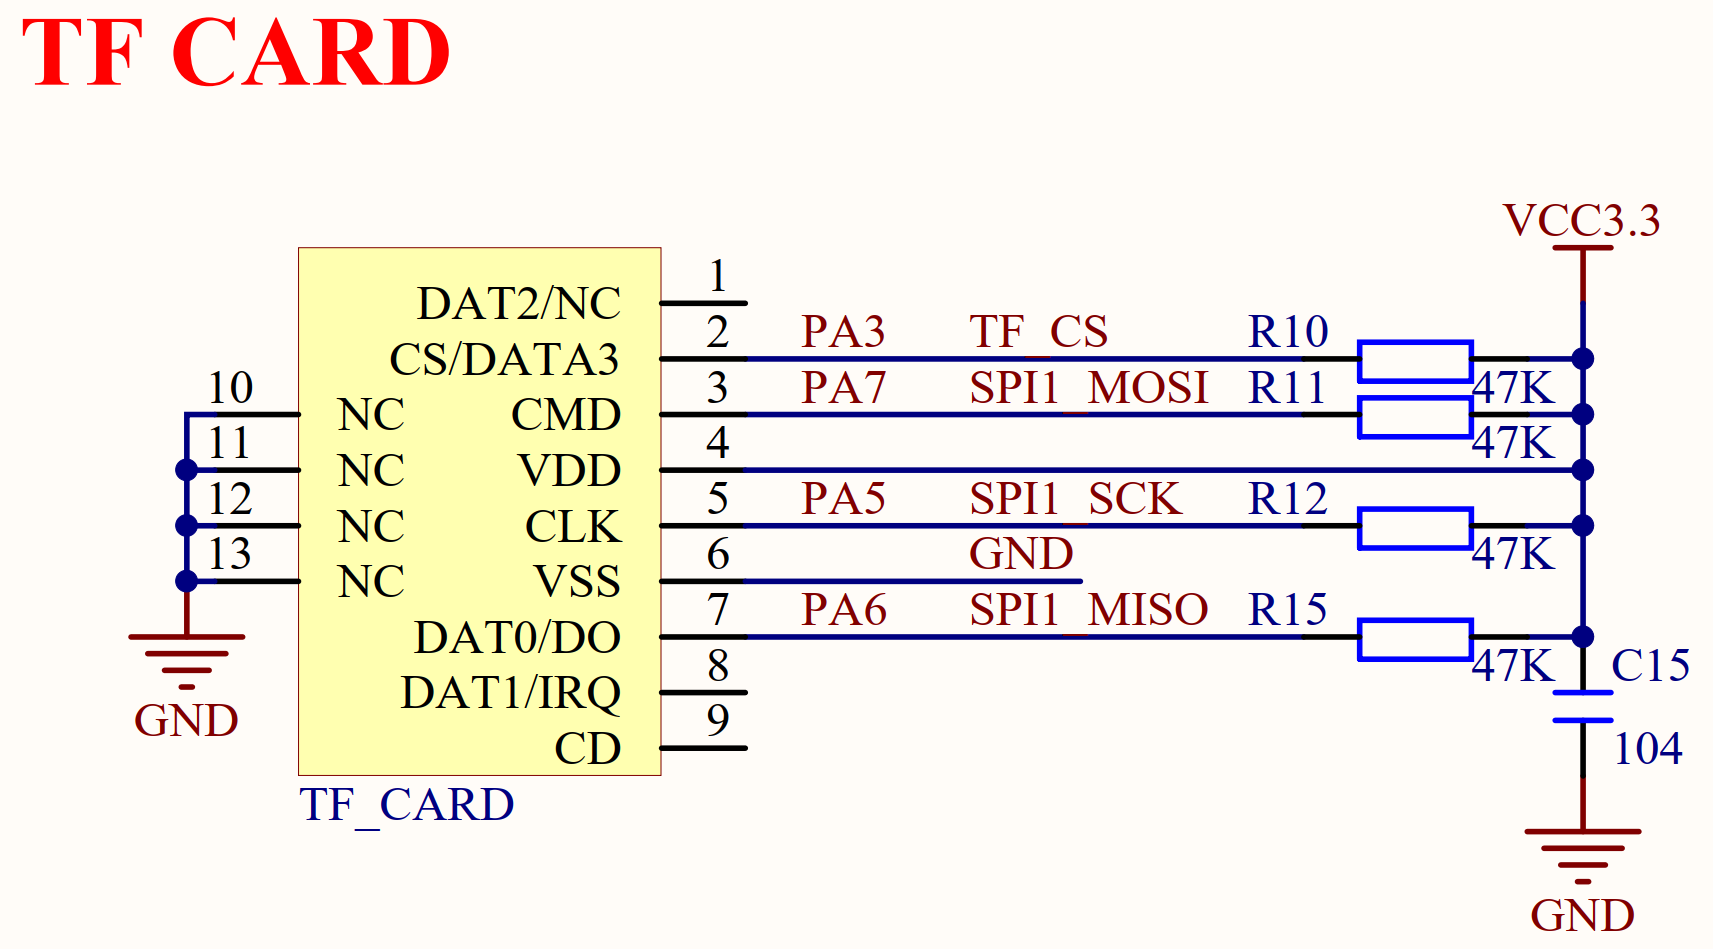 TF CARD
VCC3.3
1
DAT2/NC
2 PA3 TF_CS R10
CS/DATA3 47K
10 3 PA7 SPI1_MOSI R11
NC CMD 47K
11 4
NC VDD
12 5 PA5 SPI1_SCK R12
NC CLK 47K
13 6 GND
NC VSS
7 PA6 SPI1_MISO R15
DAT0/DO 47K C15
8
DAT1/IRQ
GND 9
CD 104
TF_CARD
GND